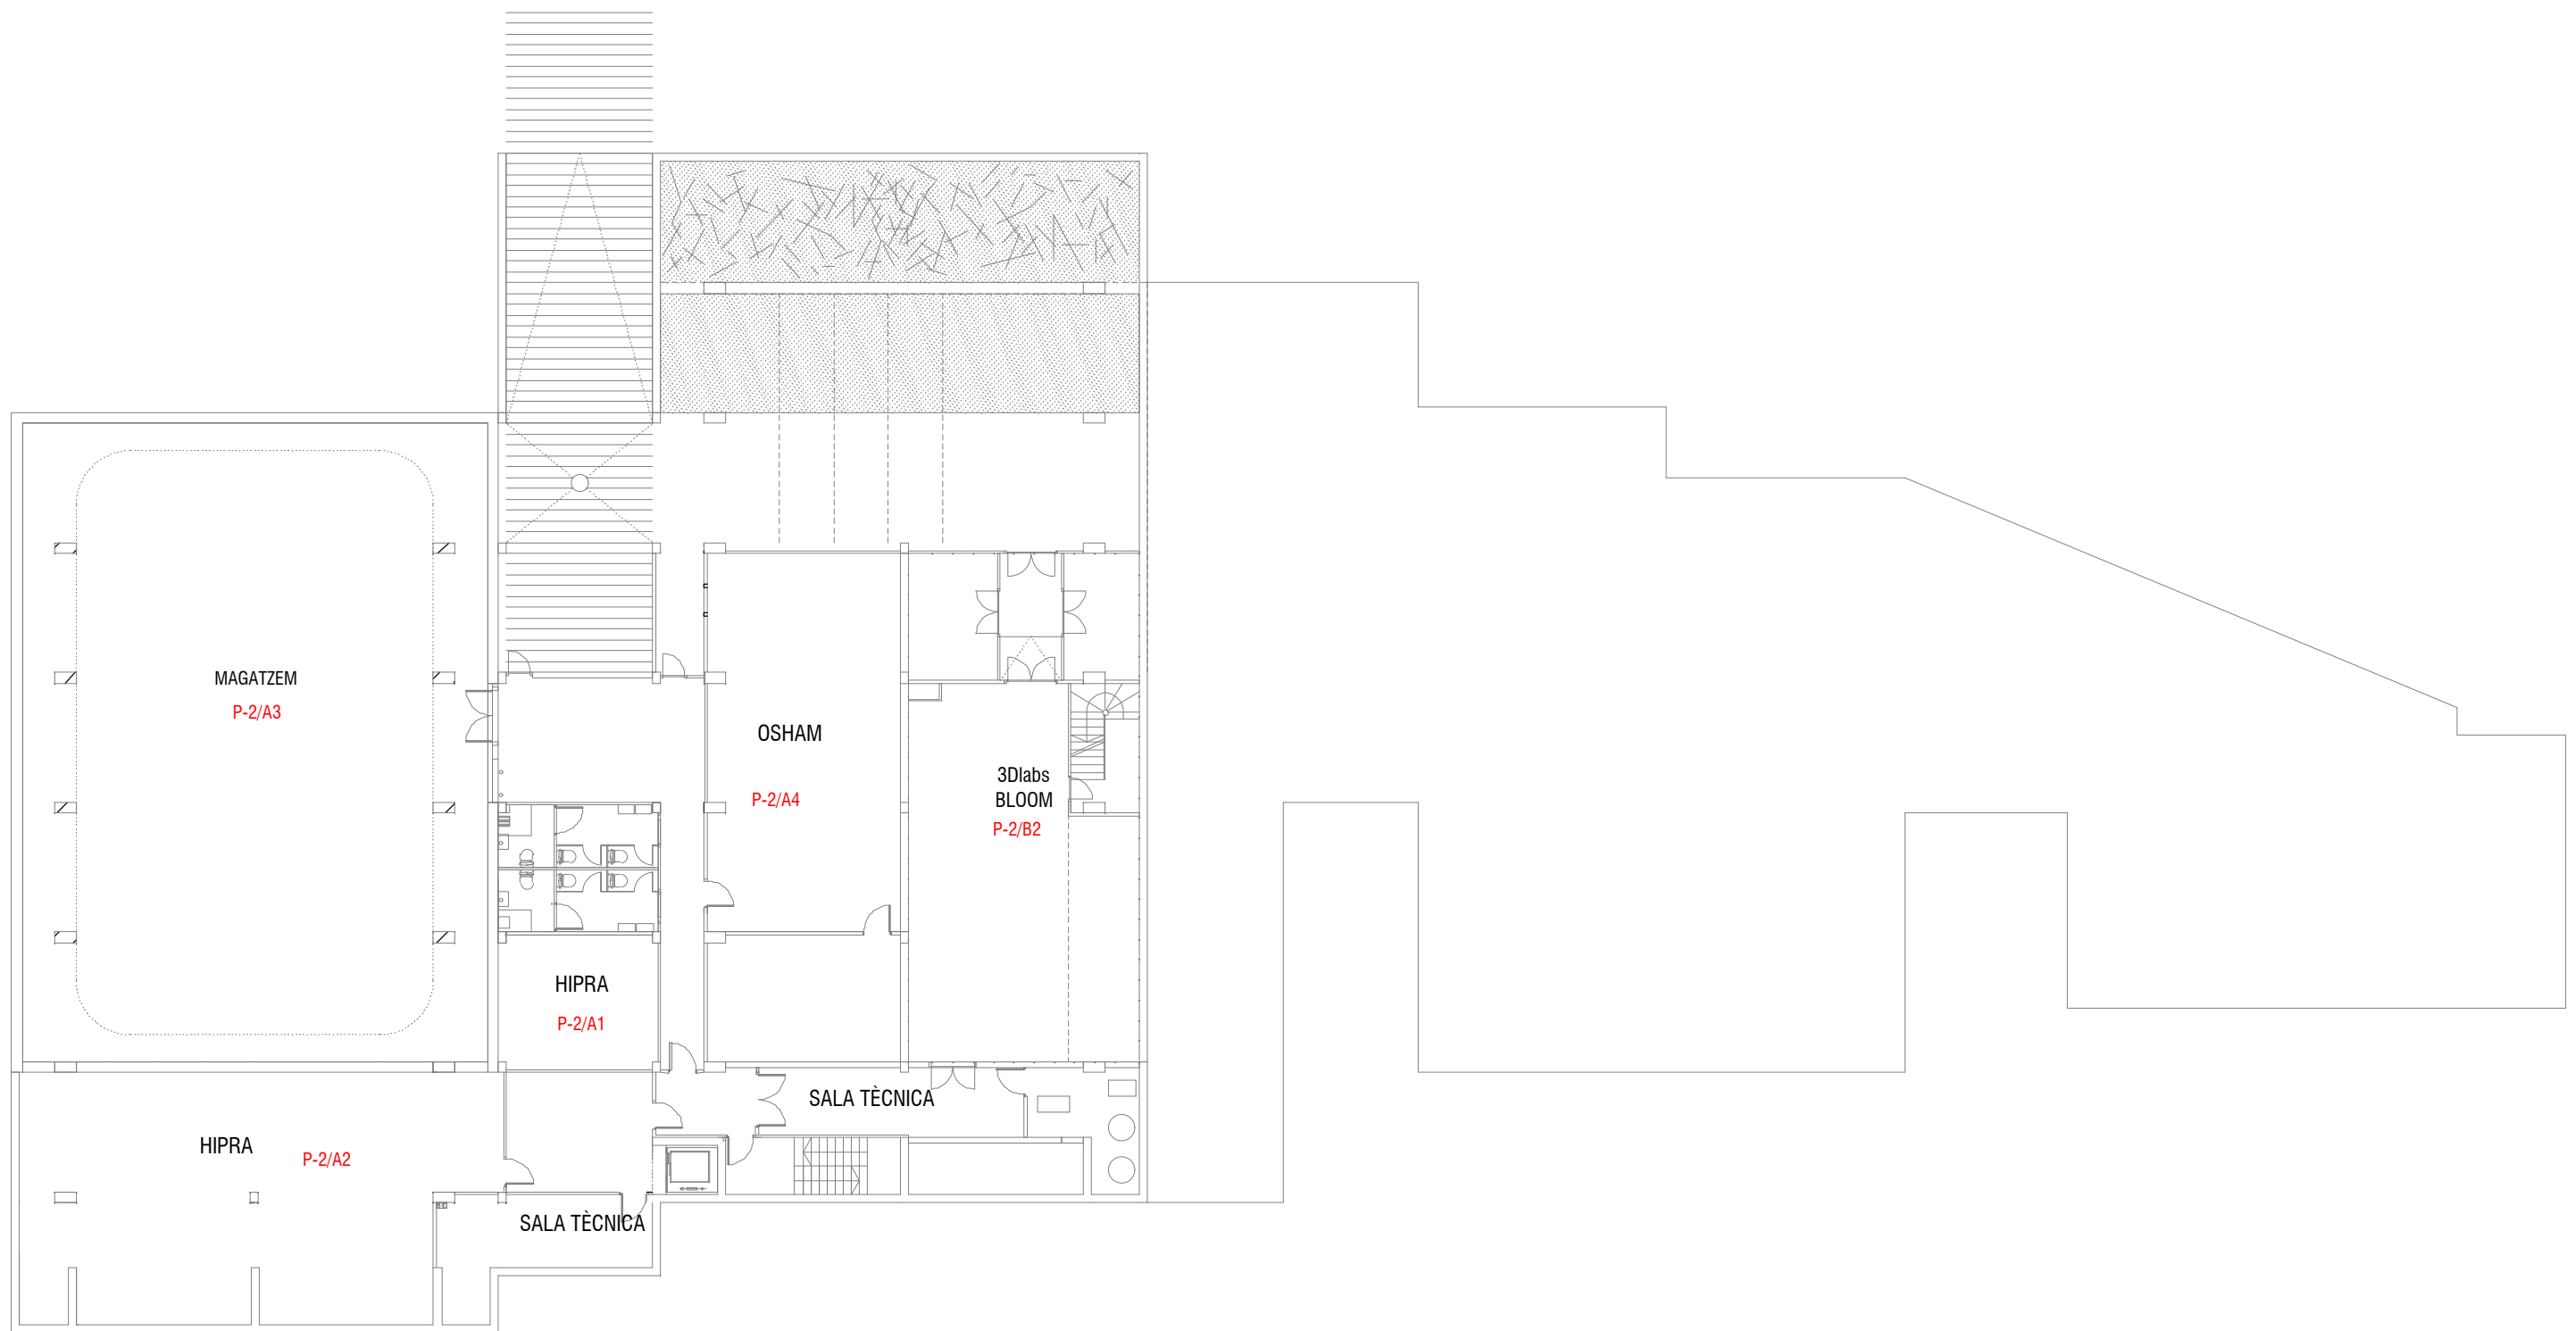 MAGATZEM
P-2/A3
OSHAM
P-2/A4
3Dlabs
BLOOM
P-2/B2
HIPRA
P-2/A1
SALA TÈCNICA
HIPRA
P-2/A2
SALA TÈCNICA